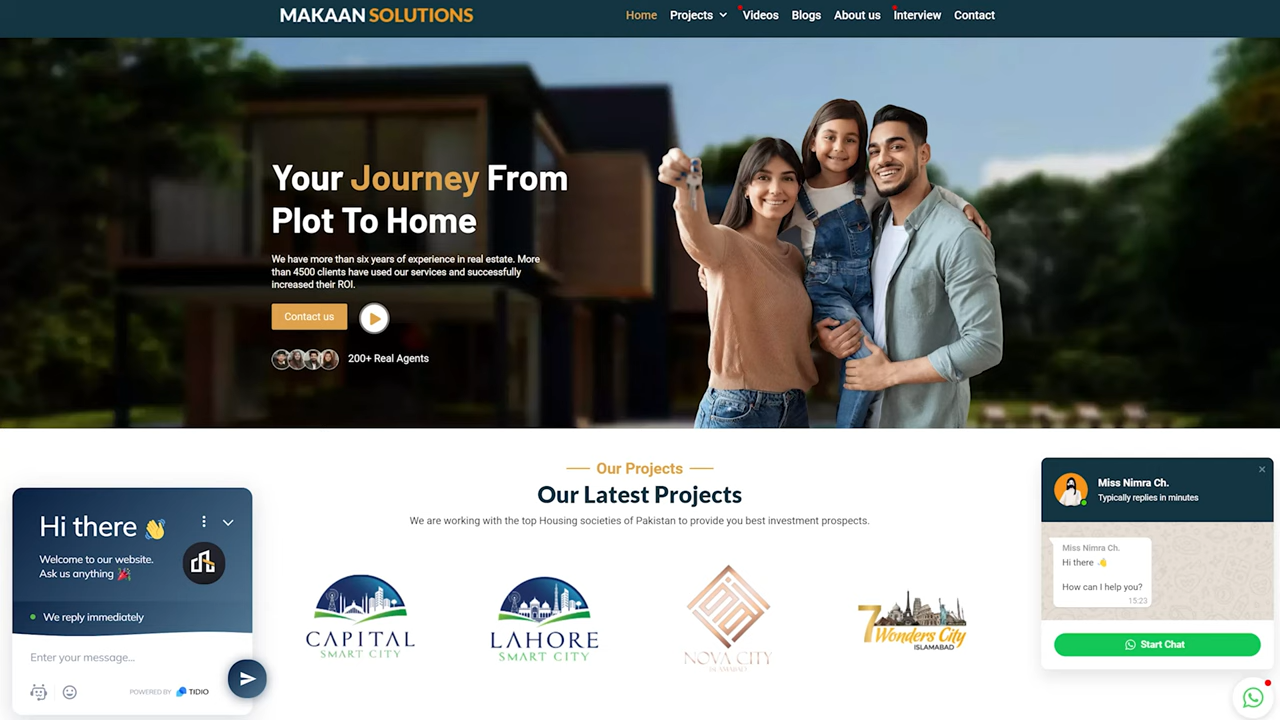 MAKAAN SOLUTIONS
Home Projects Videos Blogs About us Interview Contact
Your Journey From
Plot To Home
We have more than six years of experience in real estate. More
than 4500 clients have used our services and successfully
increased their ROI.
Contact us
200+ Real Agents
Our Projects
Our Latest Projects
We are working with the top Housing societies of Pakistan to provide you best investment prospects.
CAPITAL
SMART CITY
LAHORE
SMART CITY
NOVA CITY
ISLAMABAD
7 Wonders City
ISLAMABAD
Hi there 👋
Welcome to our website.
Ask us anything 🎉
We reply immediately
Enter your message...
POWERED BY TIDIO
Miss Nimra Ch.
Typically replies in minutes
Miss Nimra Ch.
Hi there 👋
How can I help you?
15:23
Start Chat